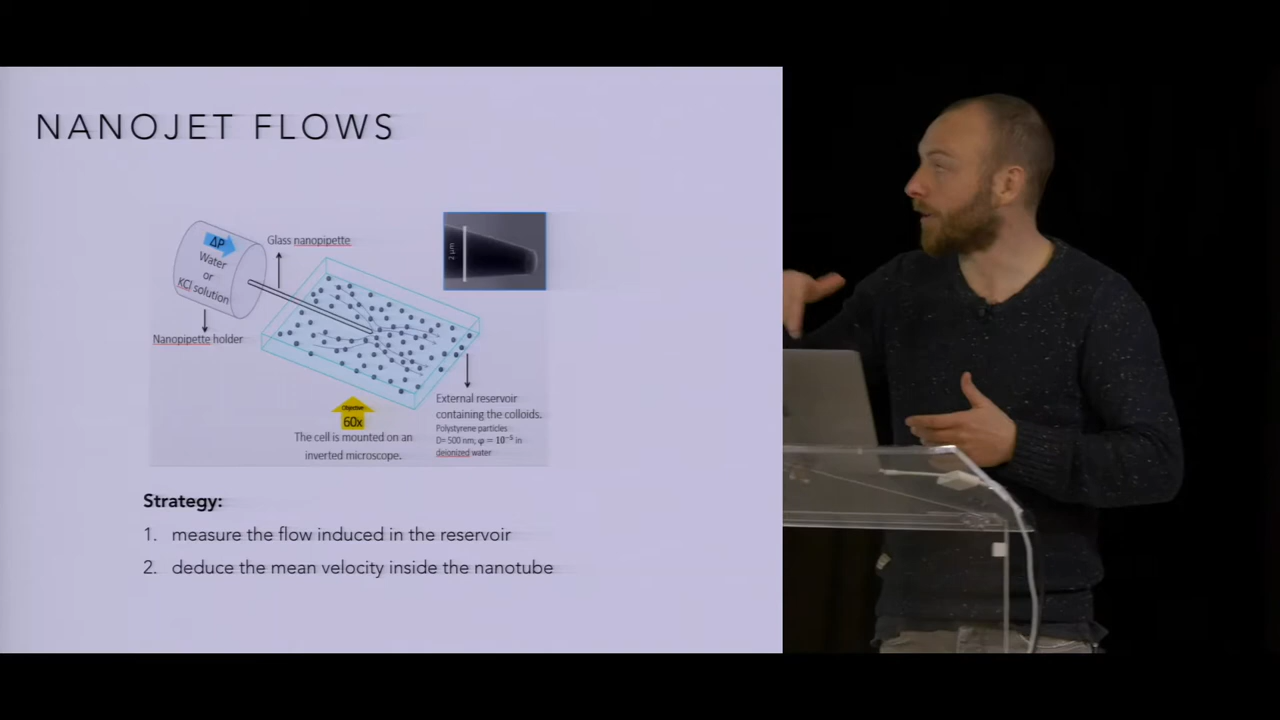 NANOJET FLOWS
ΔP
Water
or
KCl solution
Glass nanopipette
2 μm
Nanopipette holder
Objective
60x
The cell is mounted on an
inverted microscope.
External reservoir
containing the colloids.
Polystyrene particles
D= 500 nm, φ = 10⁻⁵ in
deionized water
Strategy:
1. measure the flow induced in the reservoir
2. deduce the mean velocity inside the nanotube